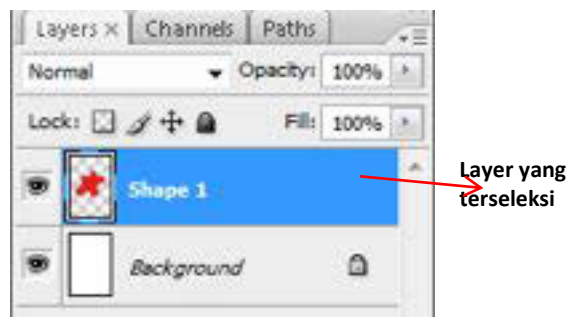 Layers × Channels Paths
Normal Opacity: 100%
Lock: Fill: 100%
Shape 1
Background
Layer yang
terseleksi